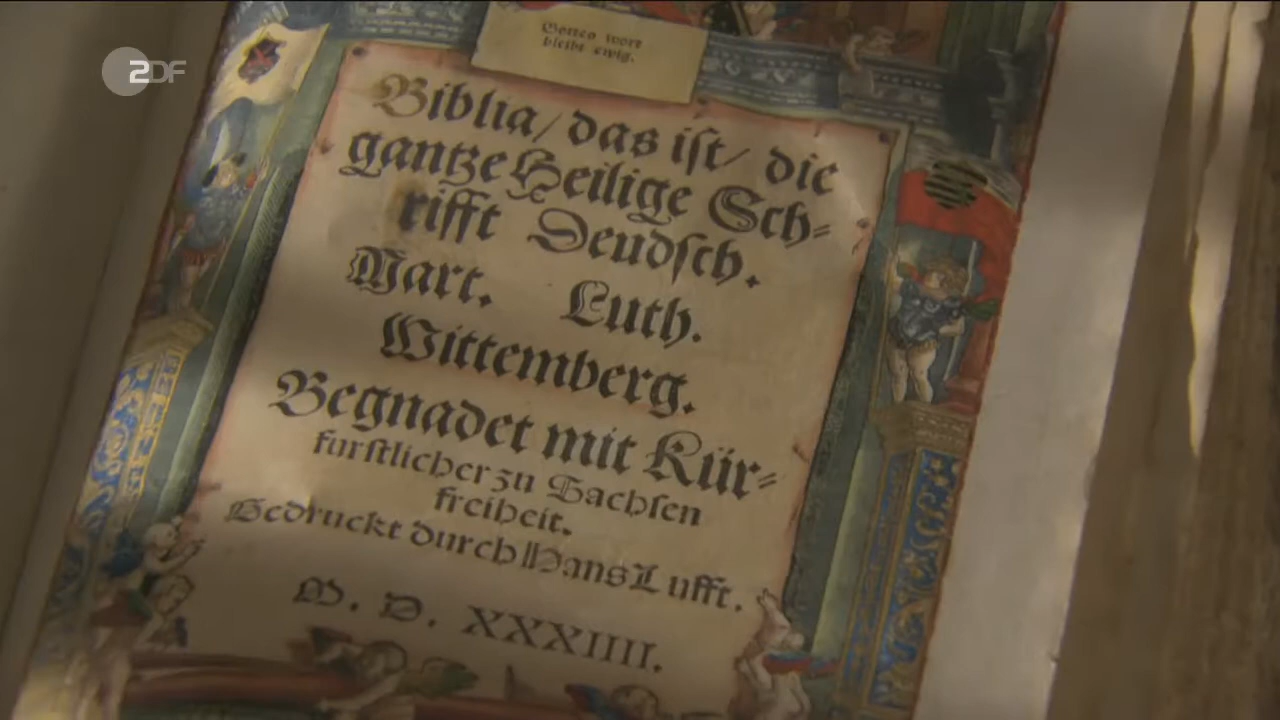 ZDF
Gottes wort
bleibt ewig.
Biblia/ das ist/ die
gantze Heilige Sch⸗
rifft Deudsch.
Mart. Luth.
Wittemberg.
Begnadet mit Kür⸗
furstlicher zu Sachsen
freiheit.
Gedruckt durch Hans Lufft.
M. D. XXXIIII.